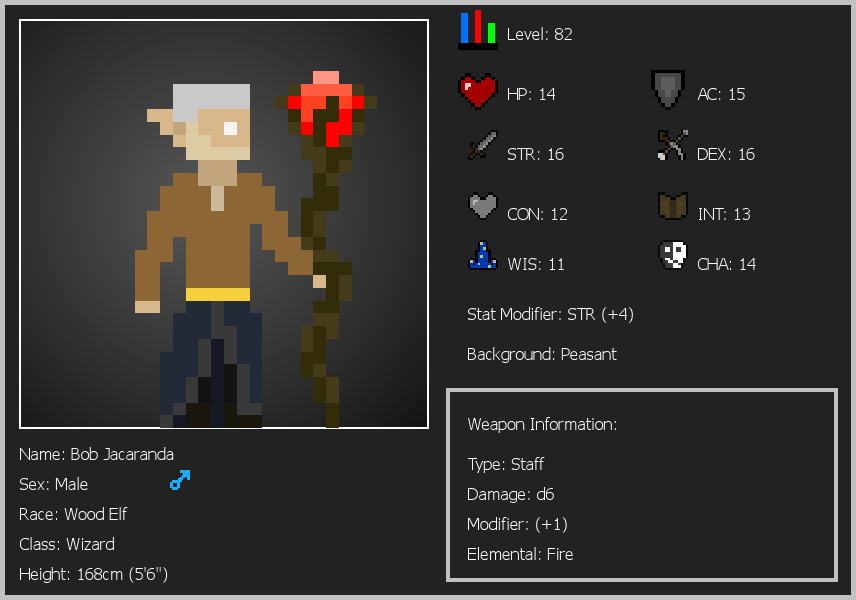 Level: 82
HP: 14
AC: 15
STR: 16
DEX: 16
CON: 12
INT: 13
WIS: 11
CHA: 14
Stat Modifier: STR (+4)
Background: Peasant
Weapon Information:
Type: Staff
Damage: d6
Modifier: (+1)
Elemental: Fire
Name: Bob Jacaranda
Sex: Male
Race: Wood Elf
Class: Wizard
Height: 168cm (5'6")